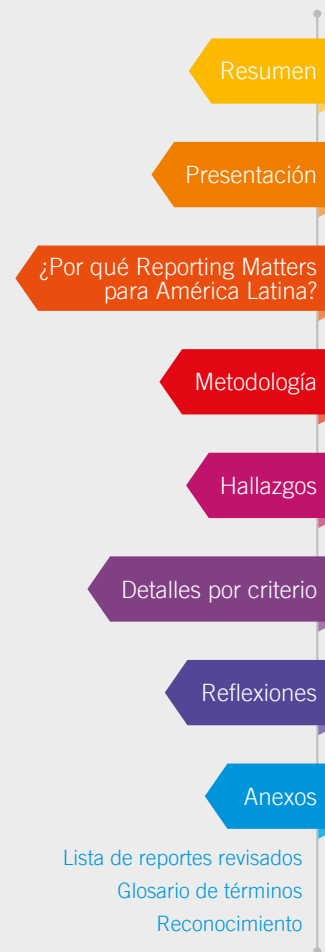 Resumen
Presentación
¿Por qué Reporting Matters
para América Latina?
Metodología
Hallazgos
Detalles por criterio
Reflexiones
Anexos
Lista de reportes revisados
Glosario de términos
Reconocimiento